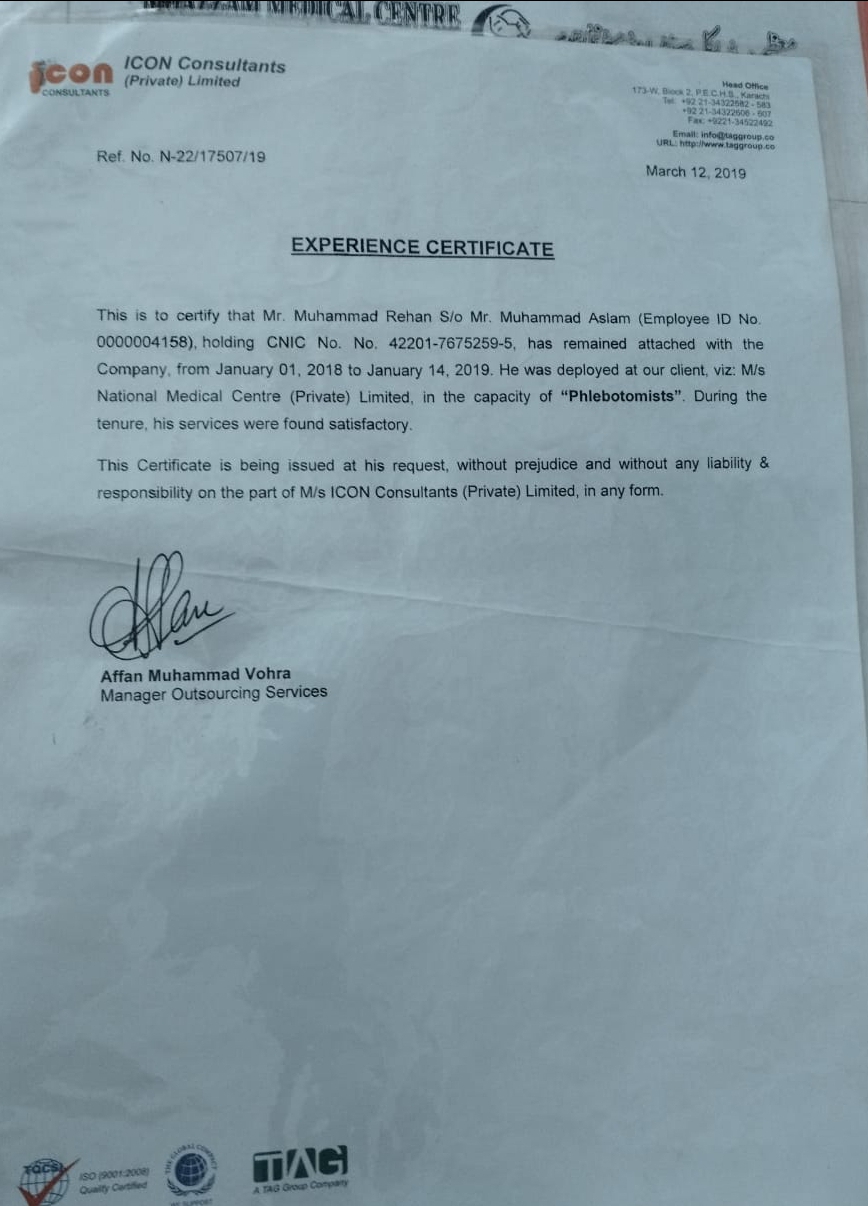 MEDICAL CENTRE
icon
CONSULTANTS
ICON Consultants
(Private) Limited
Head Office
173-W, Block 2, P.E.C.H.S., Karachi
Tel: +92 21-34322582 - 583
+92 21-34322606 - 607
Fax: +9221-34522492
Email: info@taggroup.co
URL: http://www.taggroup.co
Ref. No. N-22/17507/19
March 12, 2019
EXPERIENCE CERTIFICATE
This is to certify that Mr. Muhammad Rehan S/o Mr. Muhammad Aslam (Employee ID No.
0000004158), holding CNIC No. No. 42201-7675259-5, has remained attached with the
Company, from January 01, 2018 to January 14, 2019. He was deployed at our client, viz: M/s
National Medical Centre (Private) Limited, in the capacity of “Phlebotomists”. During the
tenure, his services were found satisfactory.
This Certificate is being issued at his request, without prejudice and without any liability &
responsibility on the part of M/s ICON Consultants (Private) Limited, in any form.
Affan
Affan Muhammad Vohra
Manager Outsourcing Services
TQCSI
ISO (9001:2008)
Quality Certified
THE GLOBAL COMPACT
WE SUPPORT
TAG
A TAG Group Company